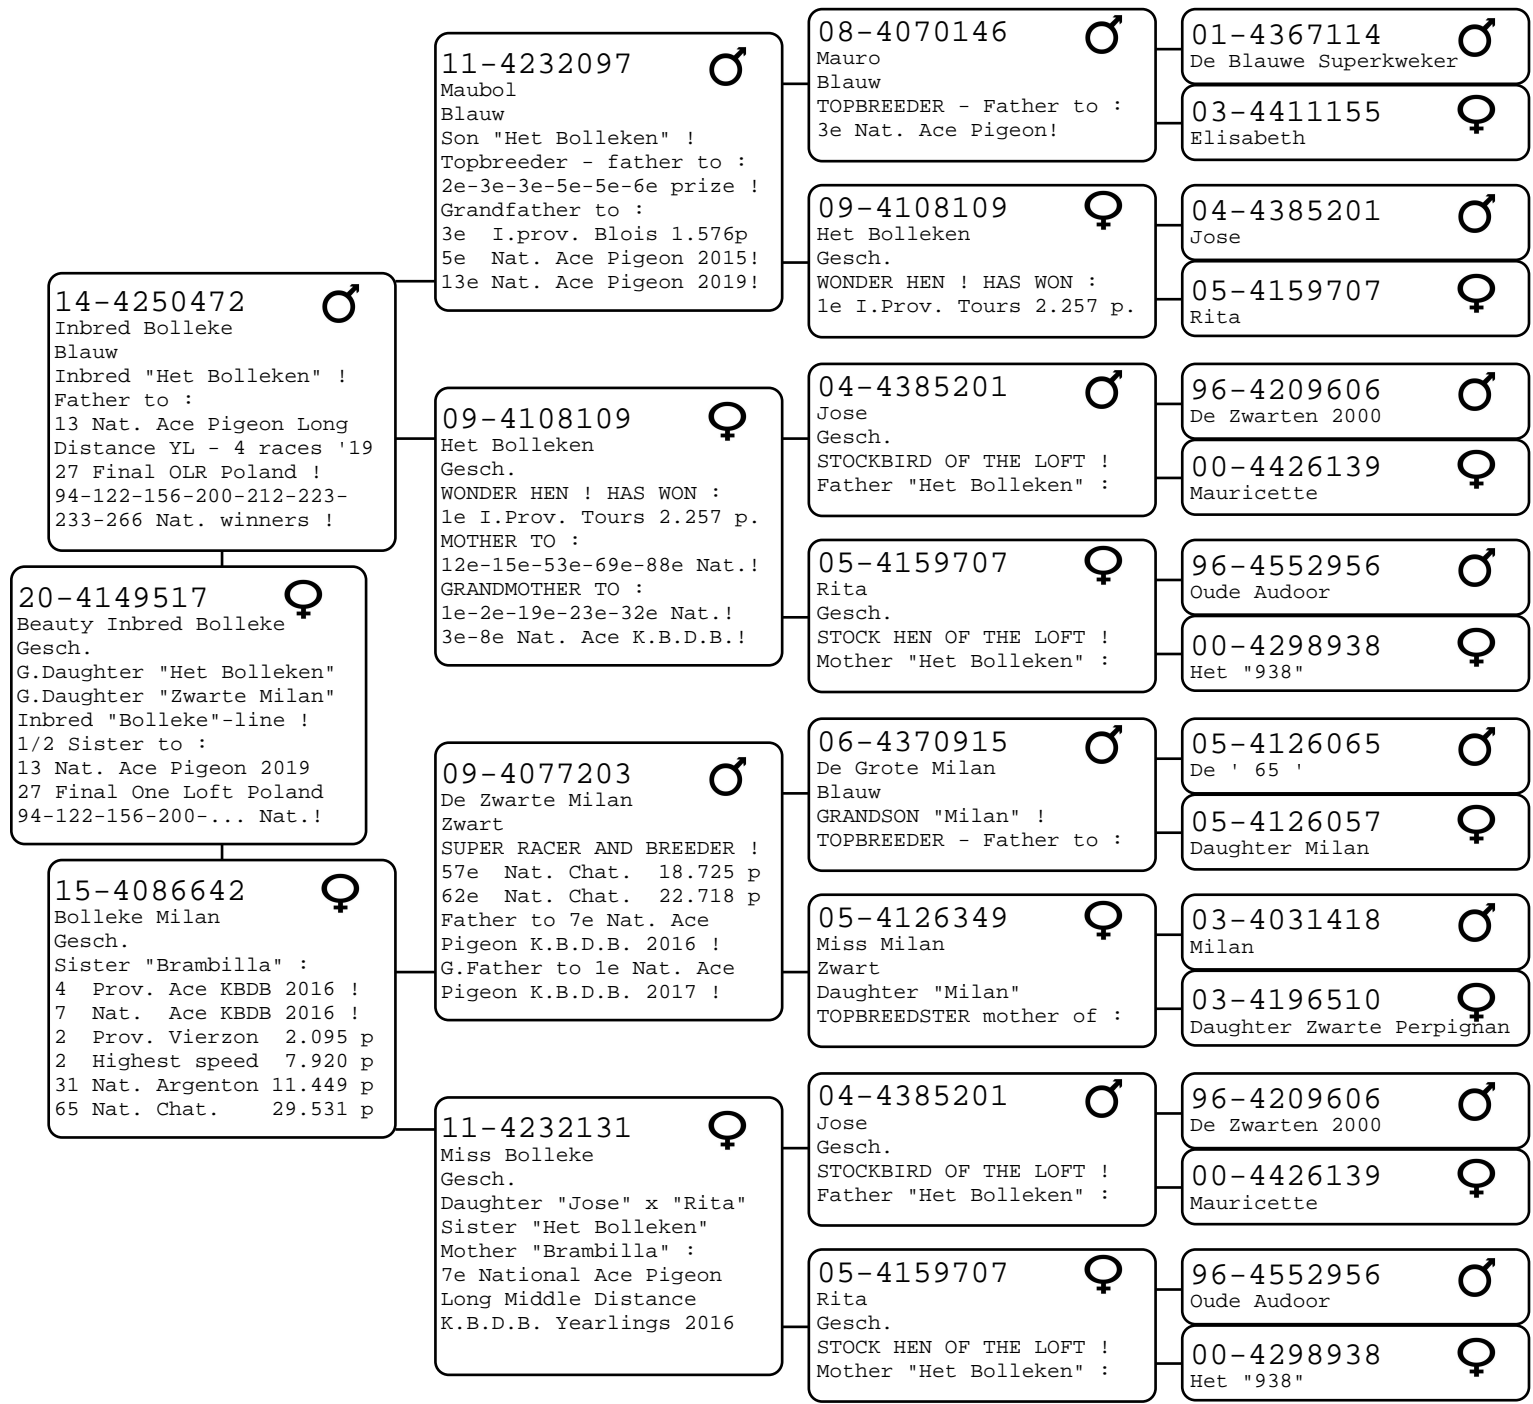 14-4250472
Inbred Bolleke
Blauw
Inbred "Het Bolleken" !
Father to :
13 Nat. Ace Pigeon Long
Distance YL - 4 races '19
27 Final OLR Poland !
94-122-156-200-212-223-
233-266 Nat. winners !
20-4149517
Beauty Inbred Bolleke
Gesch.
G.Daughter "Het Bolleken"
G.Daughter "Zwarte Milan"
Inbred "Bolleke"-line !
1/2 Sister to :
13 Nat. Ace Pigeon 2019
27 Final One Loft Poland
94-122-156-200-... Nat.!
15-4086642
Bolleke Milan
Gesch.
Sister "Brambilla" :
4  Prov. Ace KBDB 2016 !
7  Nat.  Ace KBDB 2016 !
2  Prov. Vierzon  2.095 p
2  Highest speed  7.920 p
31 Nat. Argenton 11.449 p
65 Nat. Chat.    29.531 p
11-4232097
Maubol
Blauw
Son "Het Bolleken" !
Topbreeder - father to :
2e-3e-3e-5e-5e-6e prize !
Grandfather to :
3e  I.prov. Blois 1.576p
5e  Nat. Ace Pigeon 2015!
13e Nat. Ace Pigeon 2019!
09-4108109
Het Bolleken
Gesch.
WONDER HEN ! HAS WON :
1e I.Prov. Tours 2.257 p.
MOTHER TO :
12e-15e-53e-69e-88e Nat.!
GRANDMOTHER TO :
1e-2e-19e-23e-32e Nat.!
3e-8e Nat. Ace K.B.D.B.!
09-4077203
De Zwarte Milan
Zwart
SUPER RACER AND BREEDER !
57e  Nat. Chat.  18.725 p
62e  Nat. Chat.  22.718 p
Father to 7e Nat. Ace
Pigeon K.B.D.B. 2016 !
G.Father to 1e Nat. Ace
Pigeon K.B.D.B. 2017 !
11-4232131
Miss Bolleke
Gesch.
Daughter "Jose" x "Rita"
Sister "Het Bolleken"
Mother "Brambilla" :
7e National Ace Pigeon
Long Middle Distance
K.B.D.B. Yearlings 2016
08-4070146
Mauro
Blauw
TOPBREEDER - Father to :
3e Nat. Ace Pigeon!
09-4108109
Het Bolleken
Gesch.
WONDER HEN ! HAS WON :
1e I.Prov. Tours 2.257 p.
04-4385201
Jose
Gesch.
STOCKBIRD OF THE LOFT !
Father "Het Bolleken" :
05-4159707
Rita
Gesch.
STOCK HEN OF THE LOFT !
Mother "Het Bolleken" :
06-4370915
De Grote Milan
Blauw
GRANDSON "Milan" !
TOPBREEDER - Father to :
05-4126349
Miss Milan
Zwart
Daughter "Milan"
TOPBREEDSTER mother of :
04-4385201
Jose
Gesch.
STOCKBIRD OF THE LOFT !
Father "Het Bolleken" :
05-4159707
Rita
Gesch.
STOCK HEN OF THE LOFT !
Mother "Het Bolleken" :
01-4367114
De Blauwe Superkweker
03-4411155
Elisabeth
04-4385201
Jose
05-4159707
Rita
96-4209606
De Zwarten 2000
00-4426139
Mauricette
96-4552956
Oude Audoor
00-4298938
Het "938"
05-4126065
De ' 65 '
05-4126057
Daughter Milan
03-4031418
Milan
03-4196510
Daughter Zwarte Perpignan
96-4209606
De Zwarten 2000
00-4426139
Mauricette
96-4552956
Oude Audoor
00-4298938
Het "938"